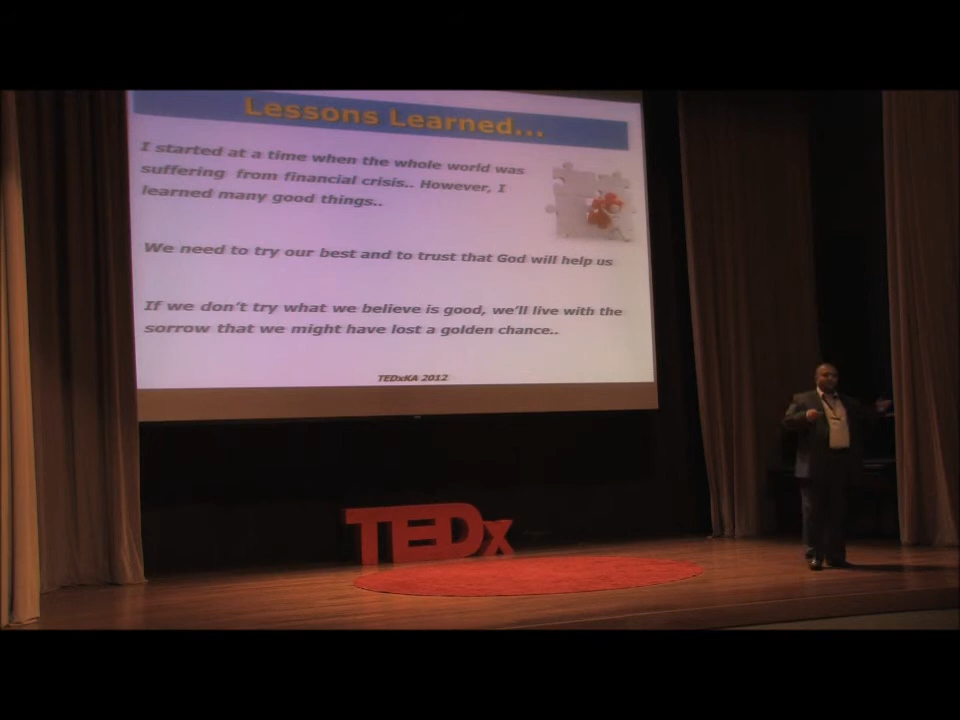 Lessons Learned...
I started at a time when the whole world was
suffering from financial crisis.. However, I
learned many good things..
We need to try our best and to trust that God will help us
If we don't try what we believe is good, we'll live with the
sorrow that we might have lost a golden chance..
TEDxKA 2012
TEDx